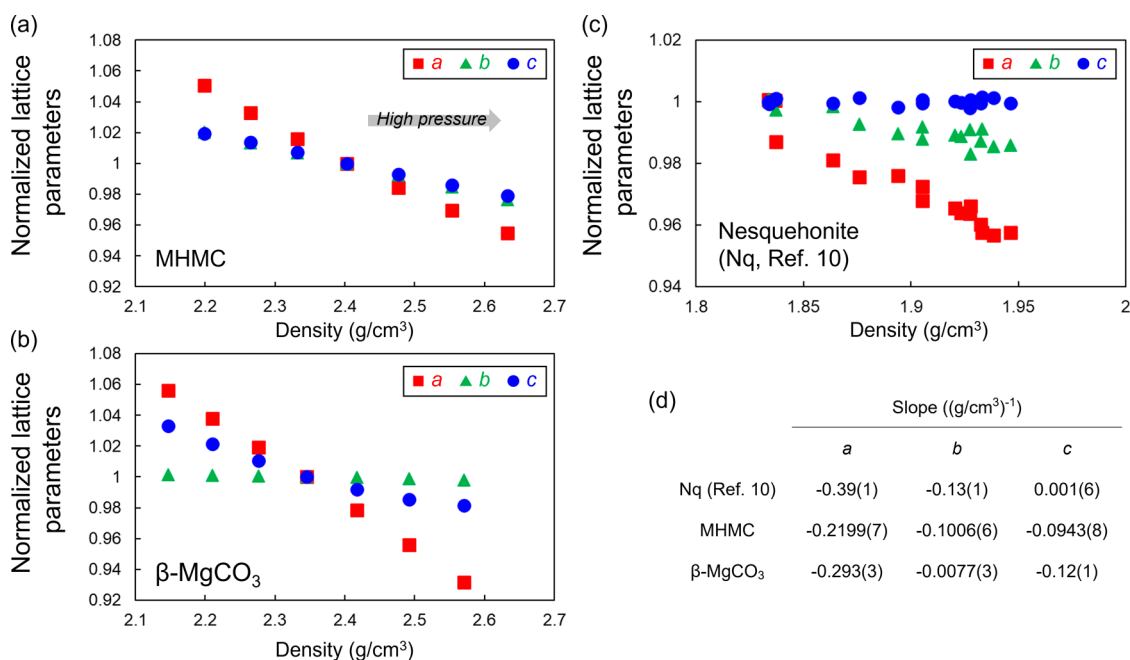 (a)
Normalized lattice
parameters
1.08
1.06
1.04
1.02
1
0.98
0.96
0.94
0.92
a b c
High pressure
MHMC
2.1 2.2 2.3 2.4 2.5 2.6 2.7
Density (g/cm³)
(b)
Normalized lattice
parameters
1.08
1.06
1.04
1.02
1
0.98
0.96
0.94
0.92
a b c
β-MgCO₃
2.1 2.2 2.3 2.4 2.5 2.6 2.7
Density (g/cm³)
(c)
Normalized lattice
parameters
1.02
1
0.98
0.96
0.94
a b c
Nesquehonite
(Nq, Ref. 10)
1.8 1.85 1.9 1.95 2
Density (g/cm³)
(d)
Slope ((g/cm³)⁻¹)
a b c
Nq (Ref. 10) -0.39(1) -0.13(1) 0.001(6)
MHMC -0.2199(7) -0.1006(6) -0.0943(8)
β-MgCO₃ -0.293(3) -0.0077(3) -0.12(1)